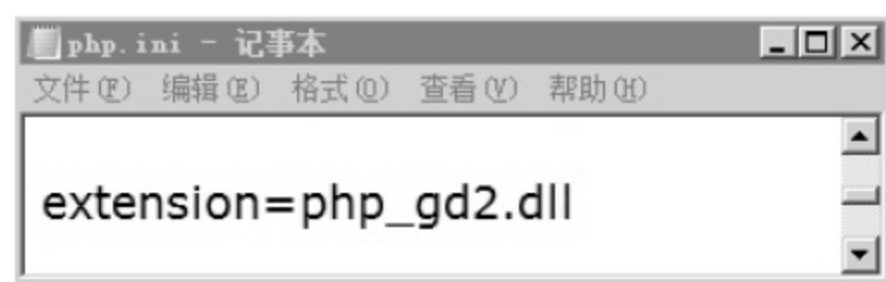 php.ini - 记事本
文件(F) 编辑(E) 格式(O) 查看(V) 帮助(H)
extension=php_gd2.dll